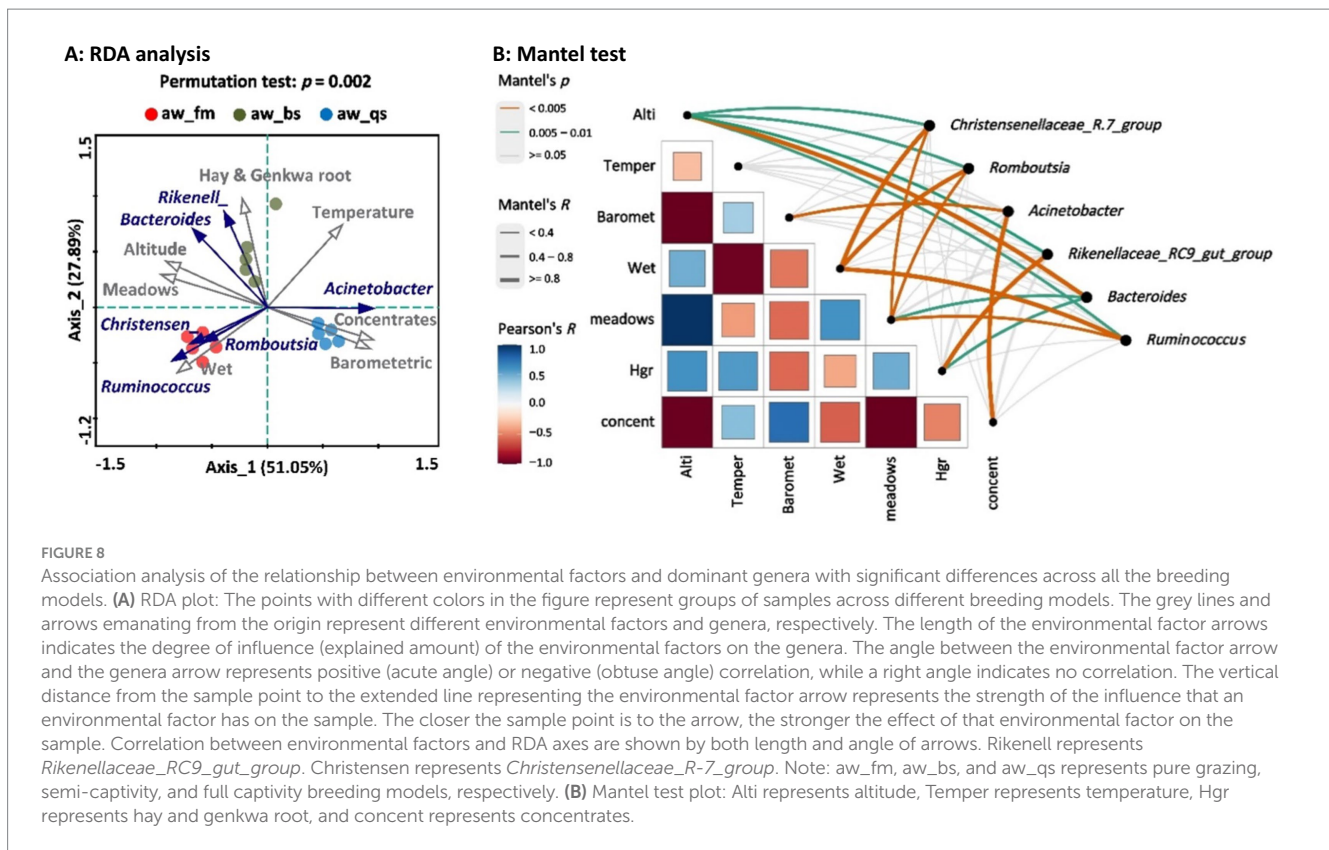 A: RDA analysis
Permutation test: p = 0.002
aw_fm aw_bs aw_qs
1.5
Hay & Genkwa root
Rikenell_
Bacteroides
Temperature
Altitude
Meadows
Acinetobacter
Concentrates
Christensen_
Romboutsia
Barometetric
Wet
Ruminococcus
Axis_2 (27.89%)
-1.2
-1.5
Axis_1 (51.05%)
1.5
B: Mantel test
Mantel's p
< 0.005
0.005 – 0.01
>= 0.05
Mantel's R
< 0.4
0.4 – 0.8
>= 0.8
Pearson's R
1.0
0.5
0.0
−0.5
−1.0
Alti
Temper
Baromet
Wet
meadows
Hgr
concent
Alti
Temper
Baromet
Wet
meadows
Hgr
concent
Christensenellaceae_R.7_group
Romboutsia
Acinetobacter
Rikenellaceae_RC9_gut_group
Bacteroides
Ruminococcus
FIGURE 8
Association analysis of the relationship between environmental factors and dominant genera with significant differences across all the breeding
models. (A) RDA plot: The points with different colors in the figure represent groups of samples across different breeding models. The grey lines and
arrows emanating from the origin represent different environmental factors and genera, respectively. The length of the environmental factor arrows
indicates the degree of influence (explained amount) of the environmental factors on the genera. The angle between the environmental factor arrow
and the genera arrow represents positive (acute angle) or negative (obtuse angle) correlation, while a right angle indicates no correlation. The vertical
distance from the sample point to the extended line representing the environmental factor arrow represents the strength of the influence that an
environmental factor has on the sample. The closer the sample point is to the arrow, the stronger the effect of that environmental factor on the
sample. Correlation between environmental factors and RDA axes are shown by both length and angle of arrows. Rikenell represents
Rikenellaceae_RC9_gut_group. Christensen represents Christensenellaceae_R-7_group. Note: aw_fm, aw_bs, and aw_qs represents pure grazing,
semi-captivity, and full captivity breeding models, respectively. (B) Mantel test plot: Alti represents altitude, Temper represents temperature, Hgr
represents hay and genkwa root, and concent represents concentrates.